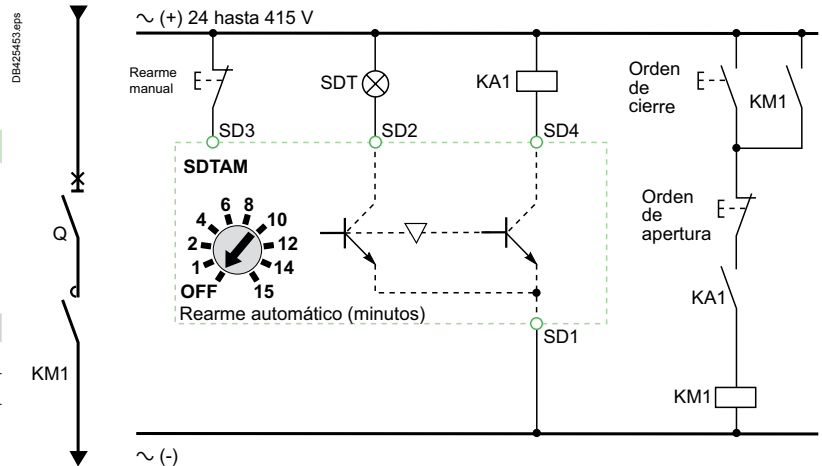 DB425453.eps
∼ (+) 24 hasta 415 V
Rearme
manual
SDT
KA1
Orden
de
cierre
KM1
SD3
SD2
SD4
SDTAM
6 8
4 10
2 12
1 14
OFF 15
Rearme automático (minutos)
SD1
Q
KM1
Orden
de
apertura
KA1
KM1
∼ (-)